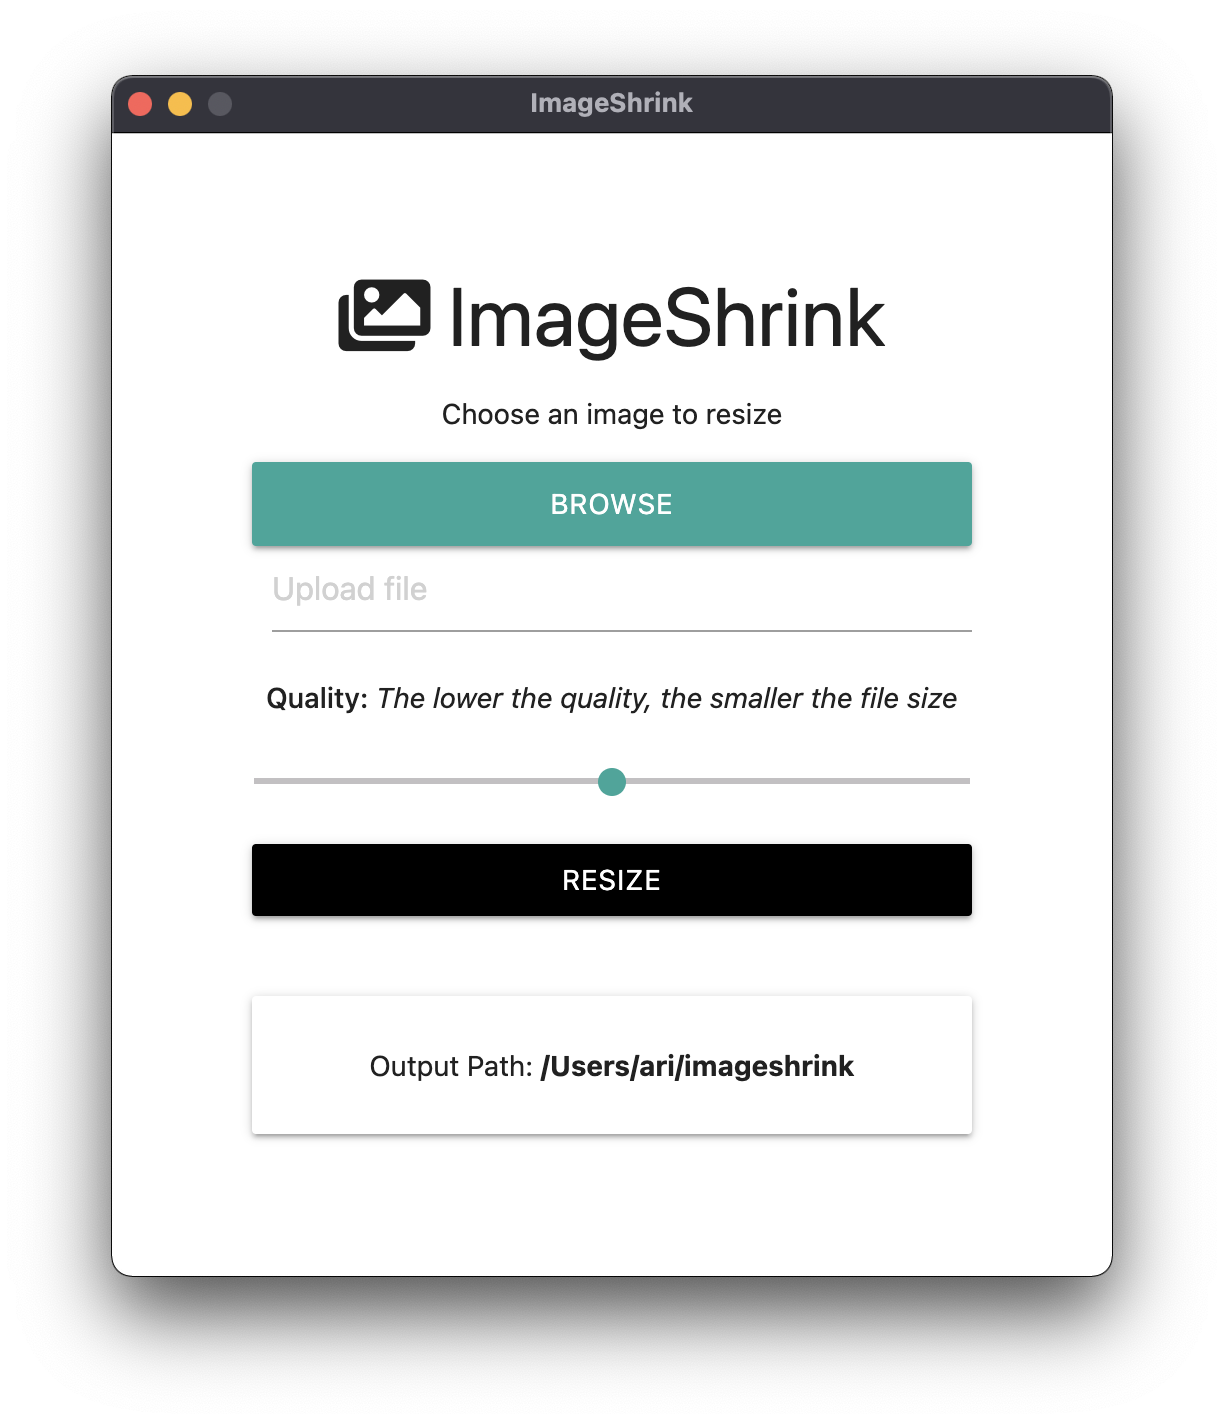 ImageShrink
ImageShrink
Choose an image to resize
BROWSE
Upload file
Quality: The lower the quality, the smaller the file size
RESIZE
Output Path: /Users/ari/imageshrink